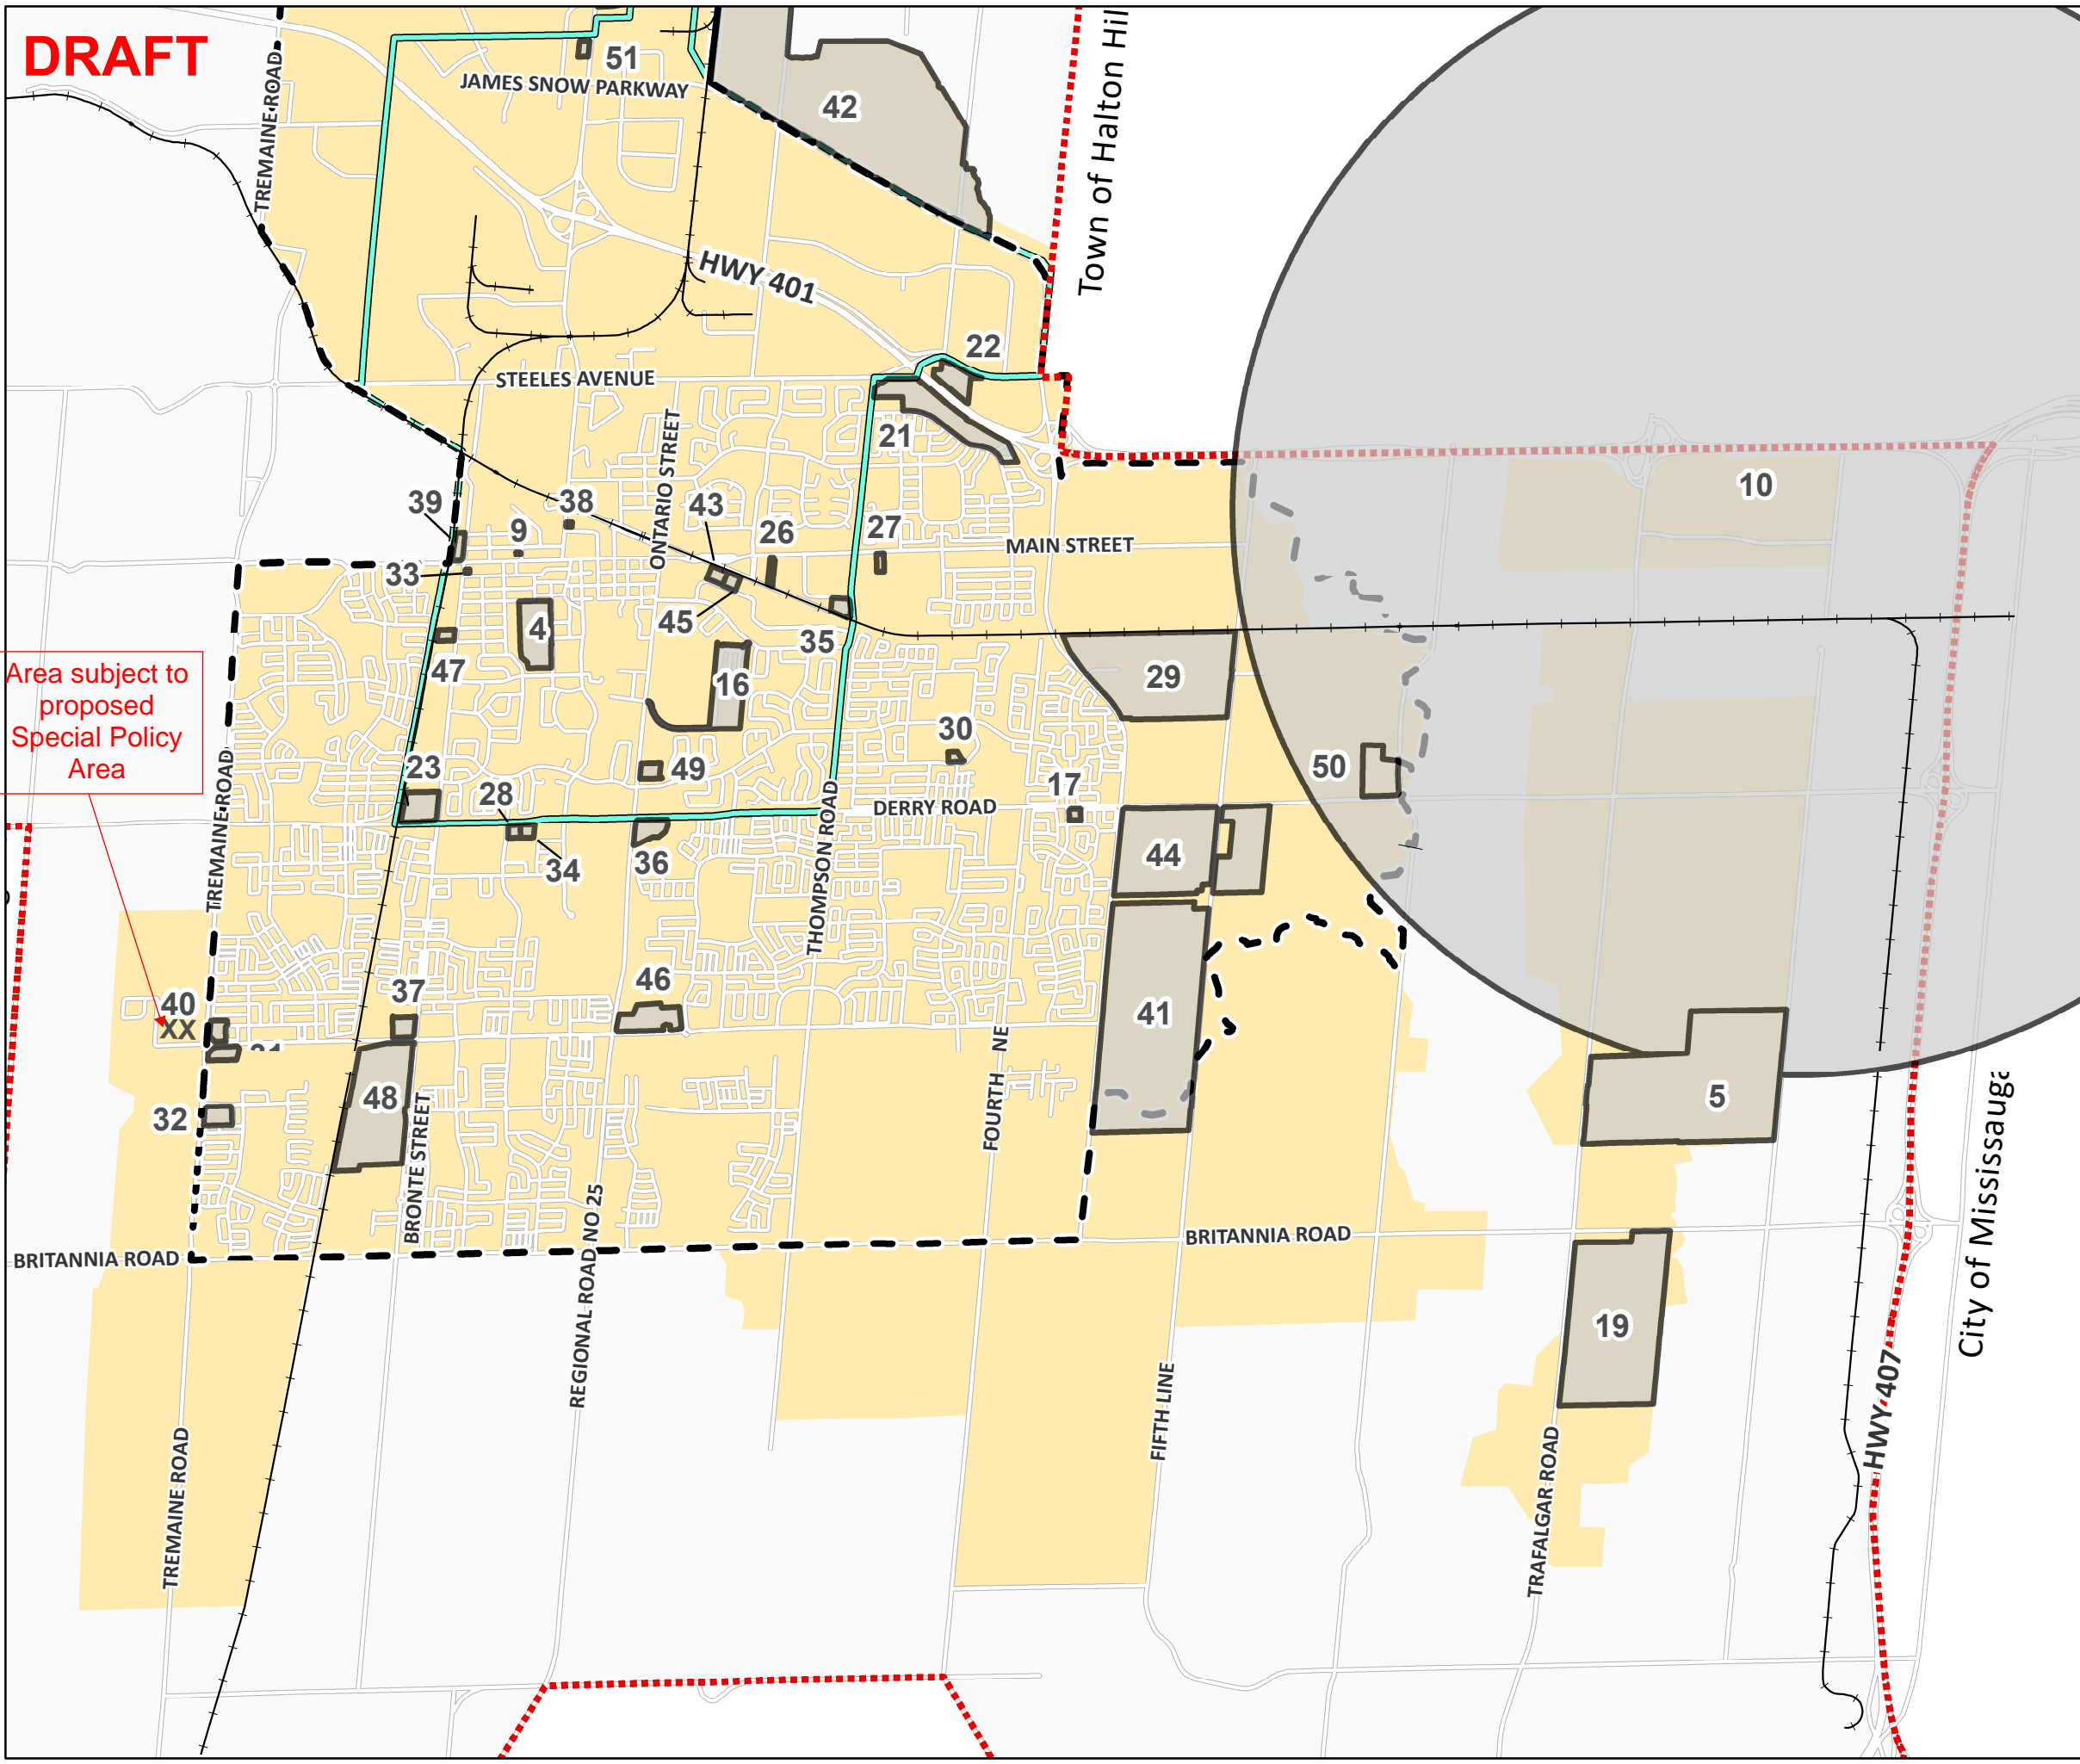 DRAFT
51
JAMES SNOW PARKWAY
42
TREMAINE ROAD
Town of Halton Hil
HWY 401
22
STEELES AVENUE
21
ONTARIO STREET
10
39
38
43
9
26
27
MAIN STREET
33
4
45
35
47
29
16
Area subject to
proposed
Special Policy
Area
30
50
23
49
28
17
TREMAINE ROAD
THOMPSON ROAD
DERRY ROAD
44
34
36
46
37
40
XX
41
48
32
5
FOURTH
NE
BRONTE STREET
City of Mississauga
REGIONAL ROAD NO 25
BRITANNIA ROAD
BRITANNIA ROAD
19
FIFTH LINE
HWY 407
TREMAINE ROAD
TRAFALGAR ROAD